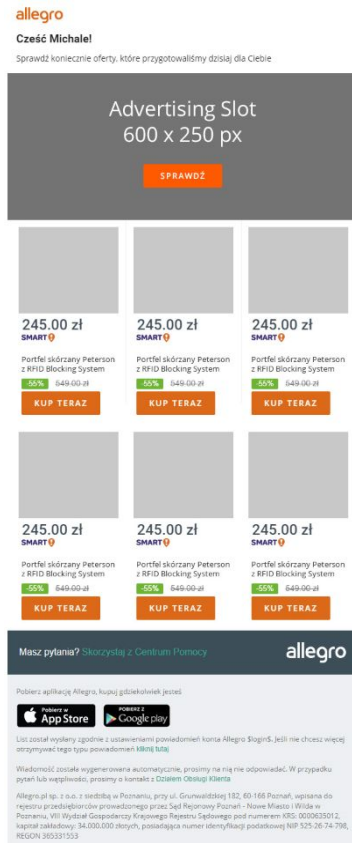 allegro
Cześć Michale!
Sprawdź koniecznie oferty, które przygotowaliśmy dzisiaj dla Ciebie
Advertising Slot
600 x 250 px
SPRAWDŹ
245.00 zł 245.00 zł 245.00 zł
SMART! SMART! SMART!
Portfel skórzany Peterson Portfel skórzany Peterson Portfel skórzany Peterson
z RFID Blocking System z RFID Blocking System z RFID Blocking System
-55% 549.00 zł -55% 549.00 zł -55% 549.00 zł
KUP TERAZ KUP TERAZ KUP TERAZ
245.00 zł 245.00 zł 245.00 zł
SMART! SMART! SMART!
Portfel skórzany Peterson Portfel skórzany Peterson Portfel skórzany Peterson
z RFID Blocking System z RFID Blocking System z RFID Blocking System
-55% 549.00 zł -55% 549.00 zł -55% 549.00 zł
KUP TERAZ KUP TERAZ KUP TERAZ
Masz pytania? Skorzystaj z Centrum Pomocy allegro
Pobierz aplikację Allegro, kupuj gdziekolwiek jesteś
Pobierz w App Store POBIERZ Z Google play
List został wysłany zgodnie z ustawieniami powiadomień konta Allegro $login$. Jeśli nie chcesz więcej
otrzymywać tego typu powiadomień kliknij tutaj
Wiadomość została wygenerowana automatycznie, prosimy na nią nie odpowiadać. W przypadku
pytań lub wątpliwości, prosimy o kontakt z Działem Obsługi Klienta.
Allegro.pl sp. z o.o. z siedzibą w Poznaniu, przy ul. Grunwaldzkiej 182, 60-166 Poznań, wpisana do
rejestru przedsiębiorców prowadzonego przez Sąd Rejonowy Poznań - Nowe Miasto i Wilda w
Poznaniu, VIII Wydział Gospodarczy Krajowego Rejestru Sądowego pod numerem KRS: 0000635012,
kapitał zakładowy: 34.000.000 złotych, posiadająca numer identyfikacji podatkowej NIP 525-26-74-798,
REGON 365331553